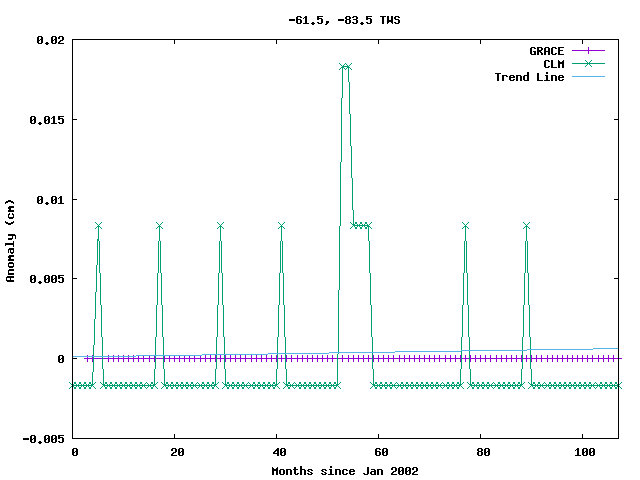 -61.5, -83.5 TWS
0.02
GRACE
CLM
Trend Line
0.015
0.01
0.005
0
-0.005
Anomaly (cm)
0 20 40 60 80 100
Months since Jan 2002